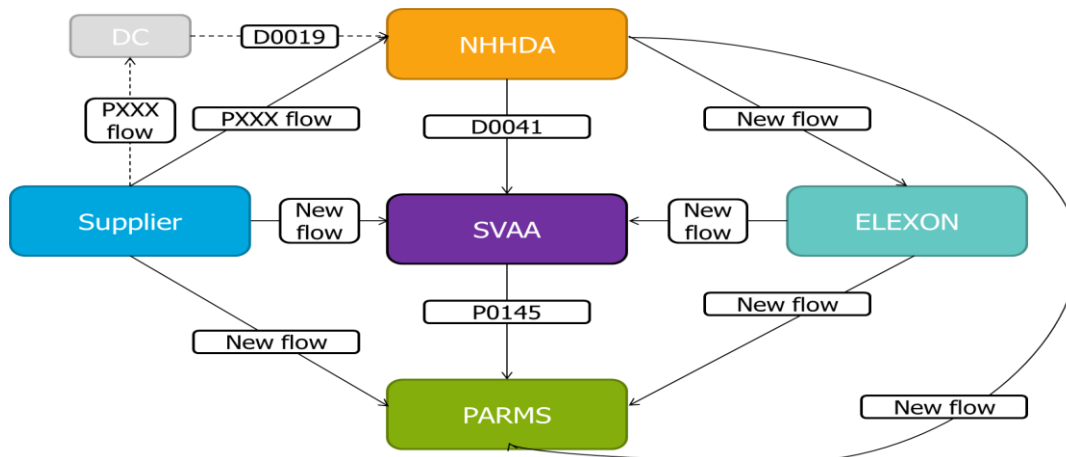 DC
D0019
NHHDA
PXXX
flow
PXXX flow
D0041
New flow
Supplier
New
flow
SVAA
New
flow
ELEXON
New flow
P0145
New flow
PARMS
New flow